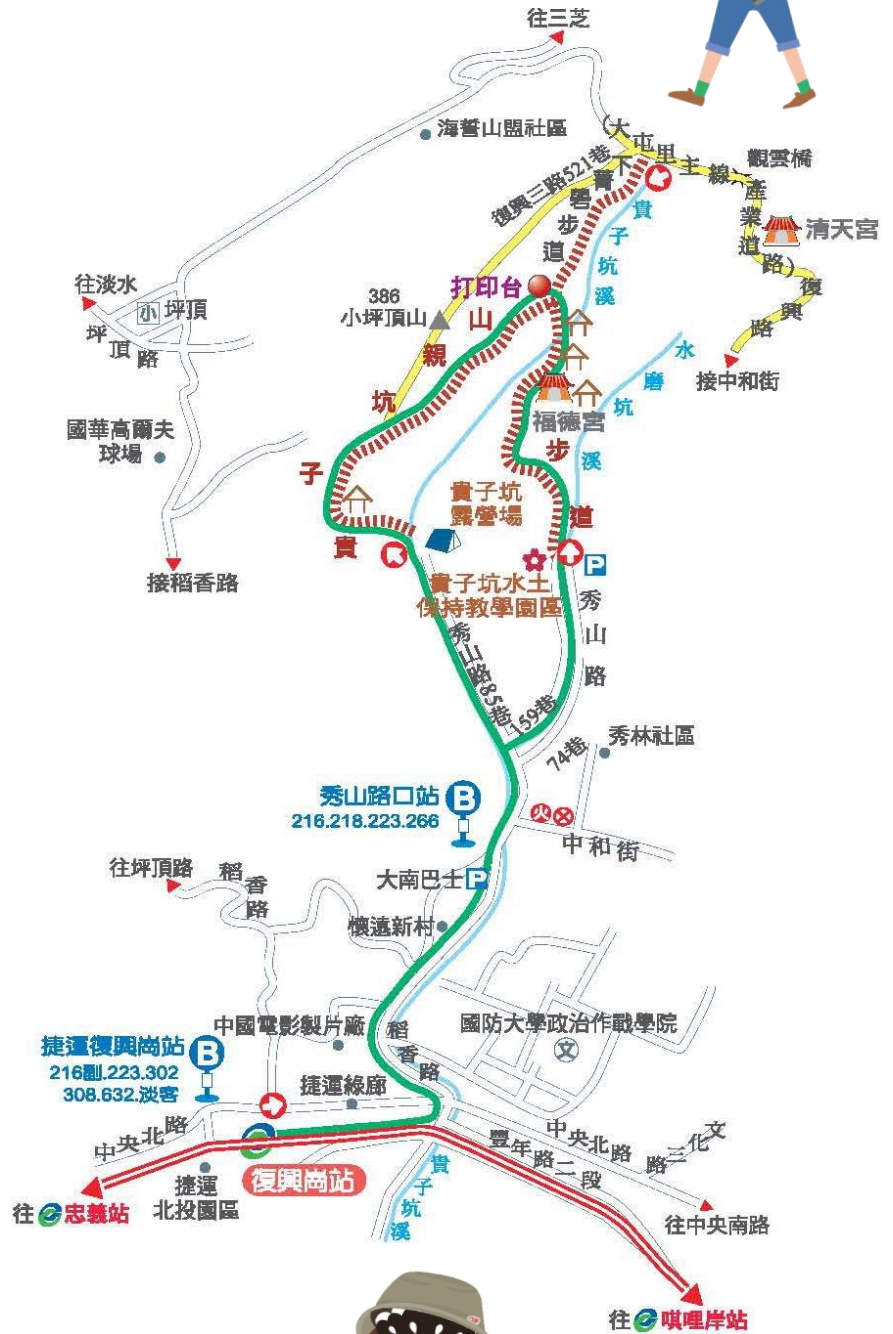 往三芝
海誓山盟社區
(大屯里主線)產業道路)復興路
觀雲橋
清天宮
復興三路521巷
下青礐步道
貴子坑溪
往淡水
小
坪頂
坪頂路
386
小坪頂山
打印台
水磨坑溪
接中和街
國華高爾夫
球場
福德宮
貴子坑親山步道
貴子坑
露營場
接稻香路
P
貴子坑水土
保持教學園區
秀山路
秀山路85巷
159巷
74巷
秀林社區
秀山路口站
B
216.218.223.266
火
中和街
往坪頂路
稻香路
大南巴士
P
懷遠新村
中國電影製片廠
稻香路
國防大學政治作戰學院
文
捷運復興崗站
B
216副.223.302
308.632.淡客
捷運綠廊
中央北路
中央北路
文化三路
豐年路二段
復興崗站
貴子坑溪
捷運
北投園區
往忠義站
往中央南路
往唭哩岸站